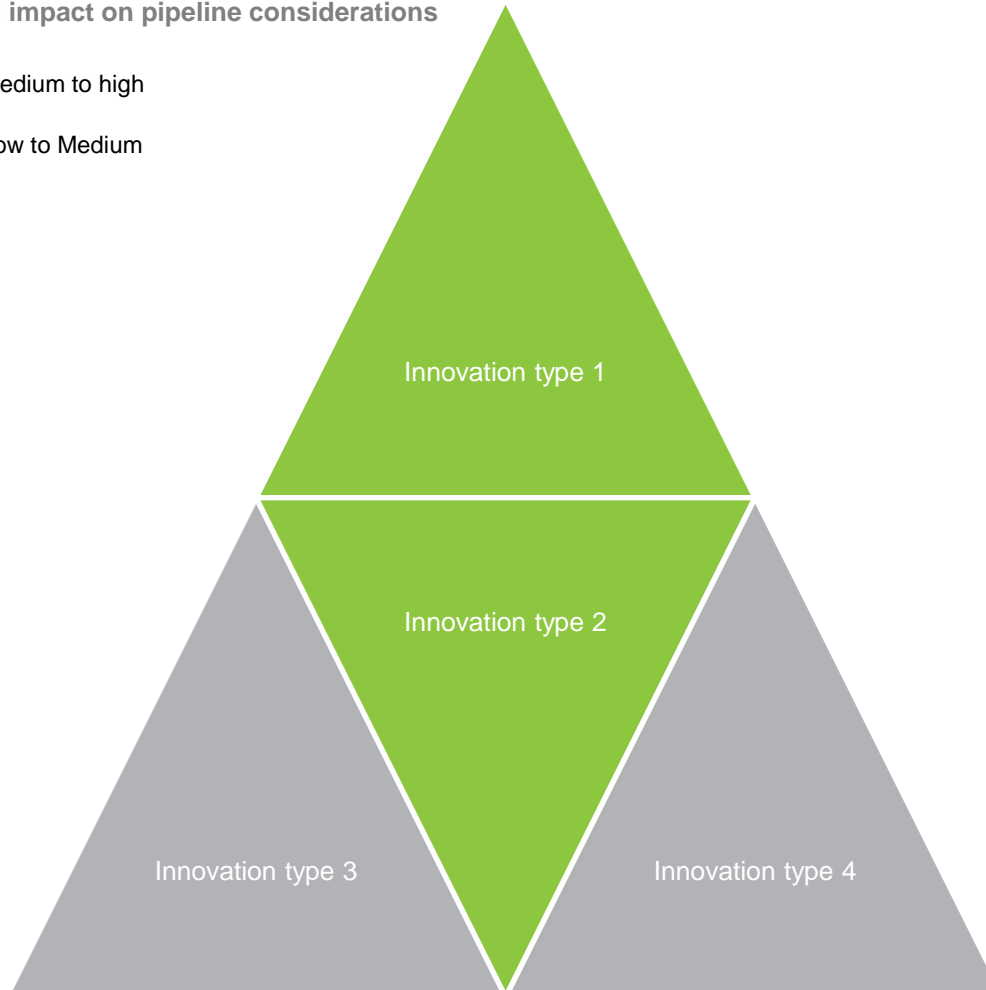 impact on pipeline considerations
edium to high
ow to Medium
Innovation type 1
Innovation type 2
Innovation type 3
Innovation type 4